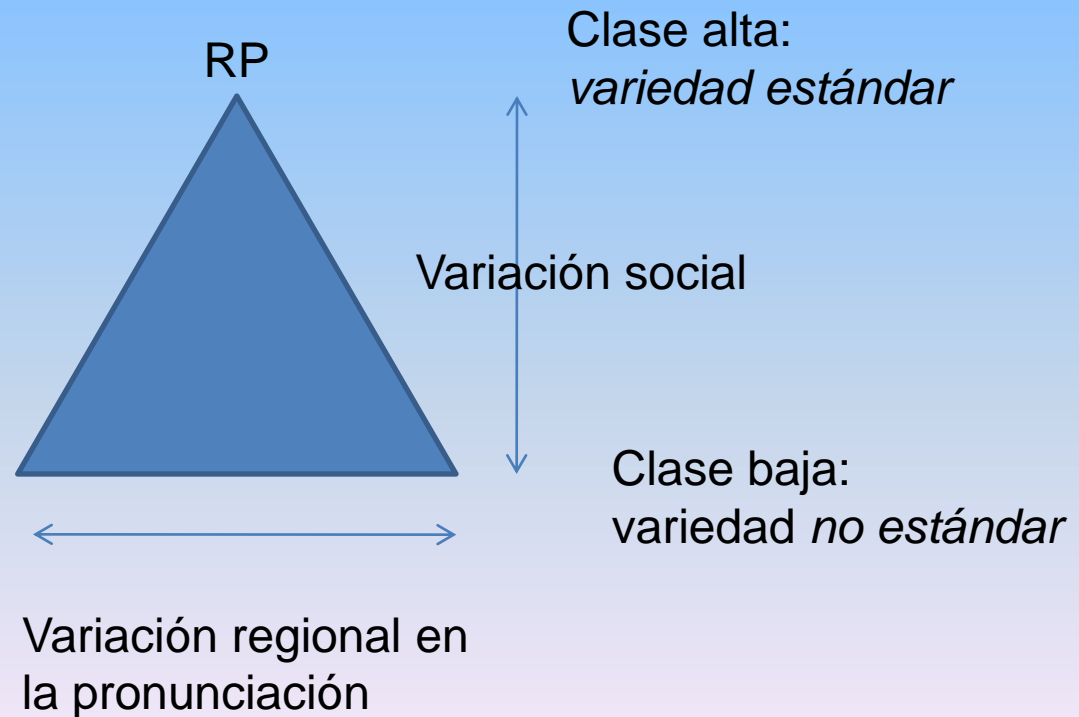 RP
Clase alta:
variedad estándar
Variación social
Clase baja:
variedad no estándar
Variación regional en
la pronunciación